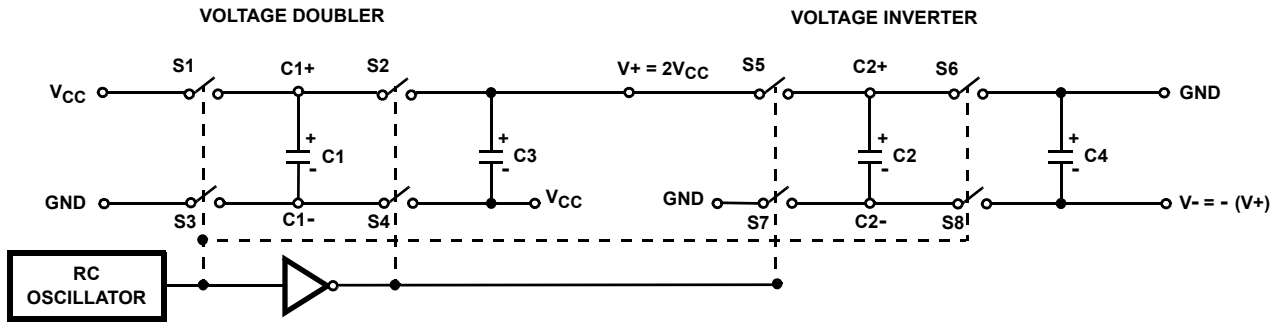 VOLTAGE DOUBLER
VOLTAGE INVERTER
S1 C1+ S2 V+ = 2VCC S5 C2+ S6
VCC GND
+ + + +
C1 C3 C2 C4
- - - -
GND VCC GND V- = - (V+)
S3 C1- S4 S7 C2- S8
RC
OSCILLATOR